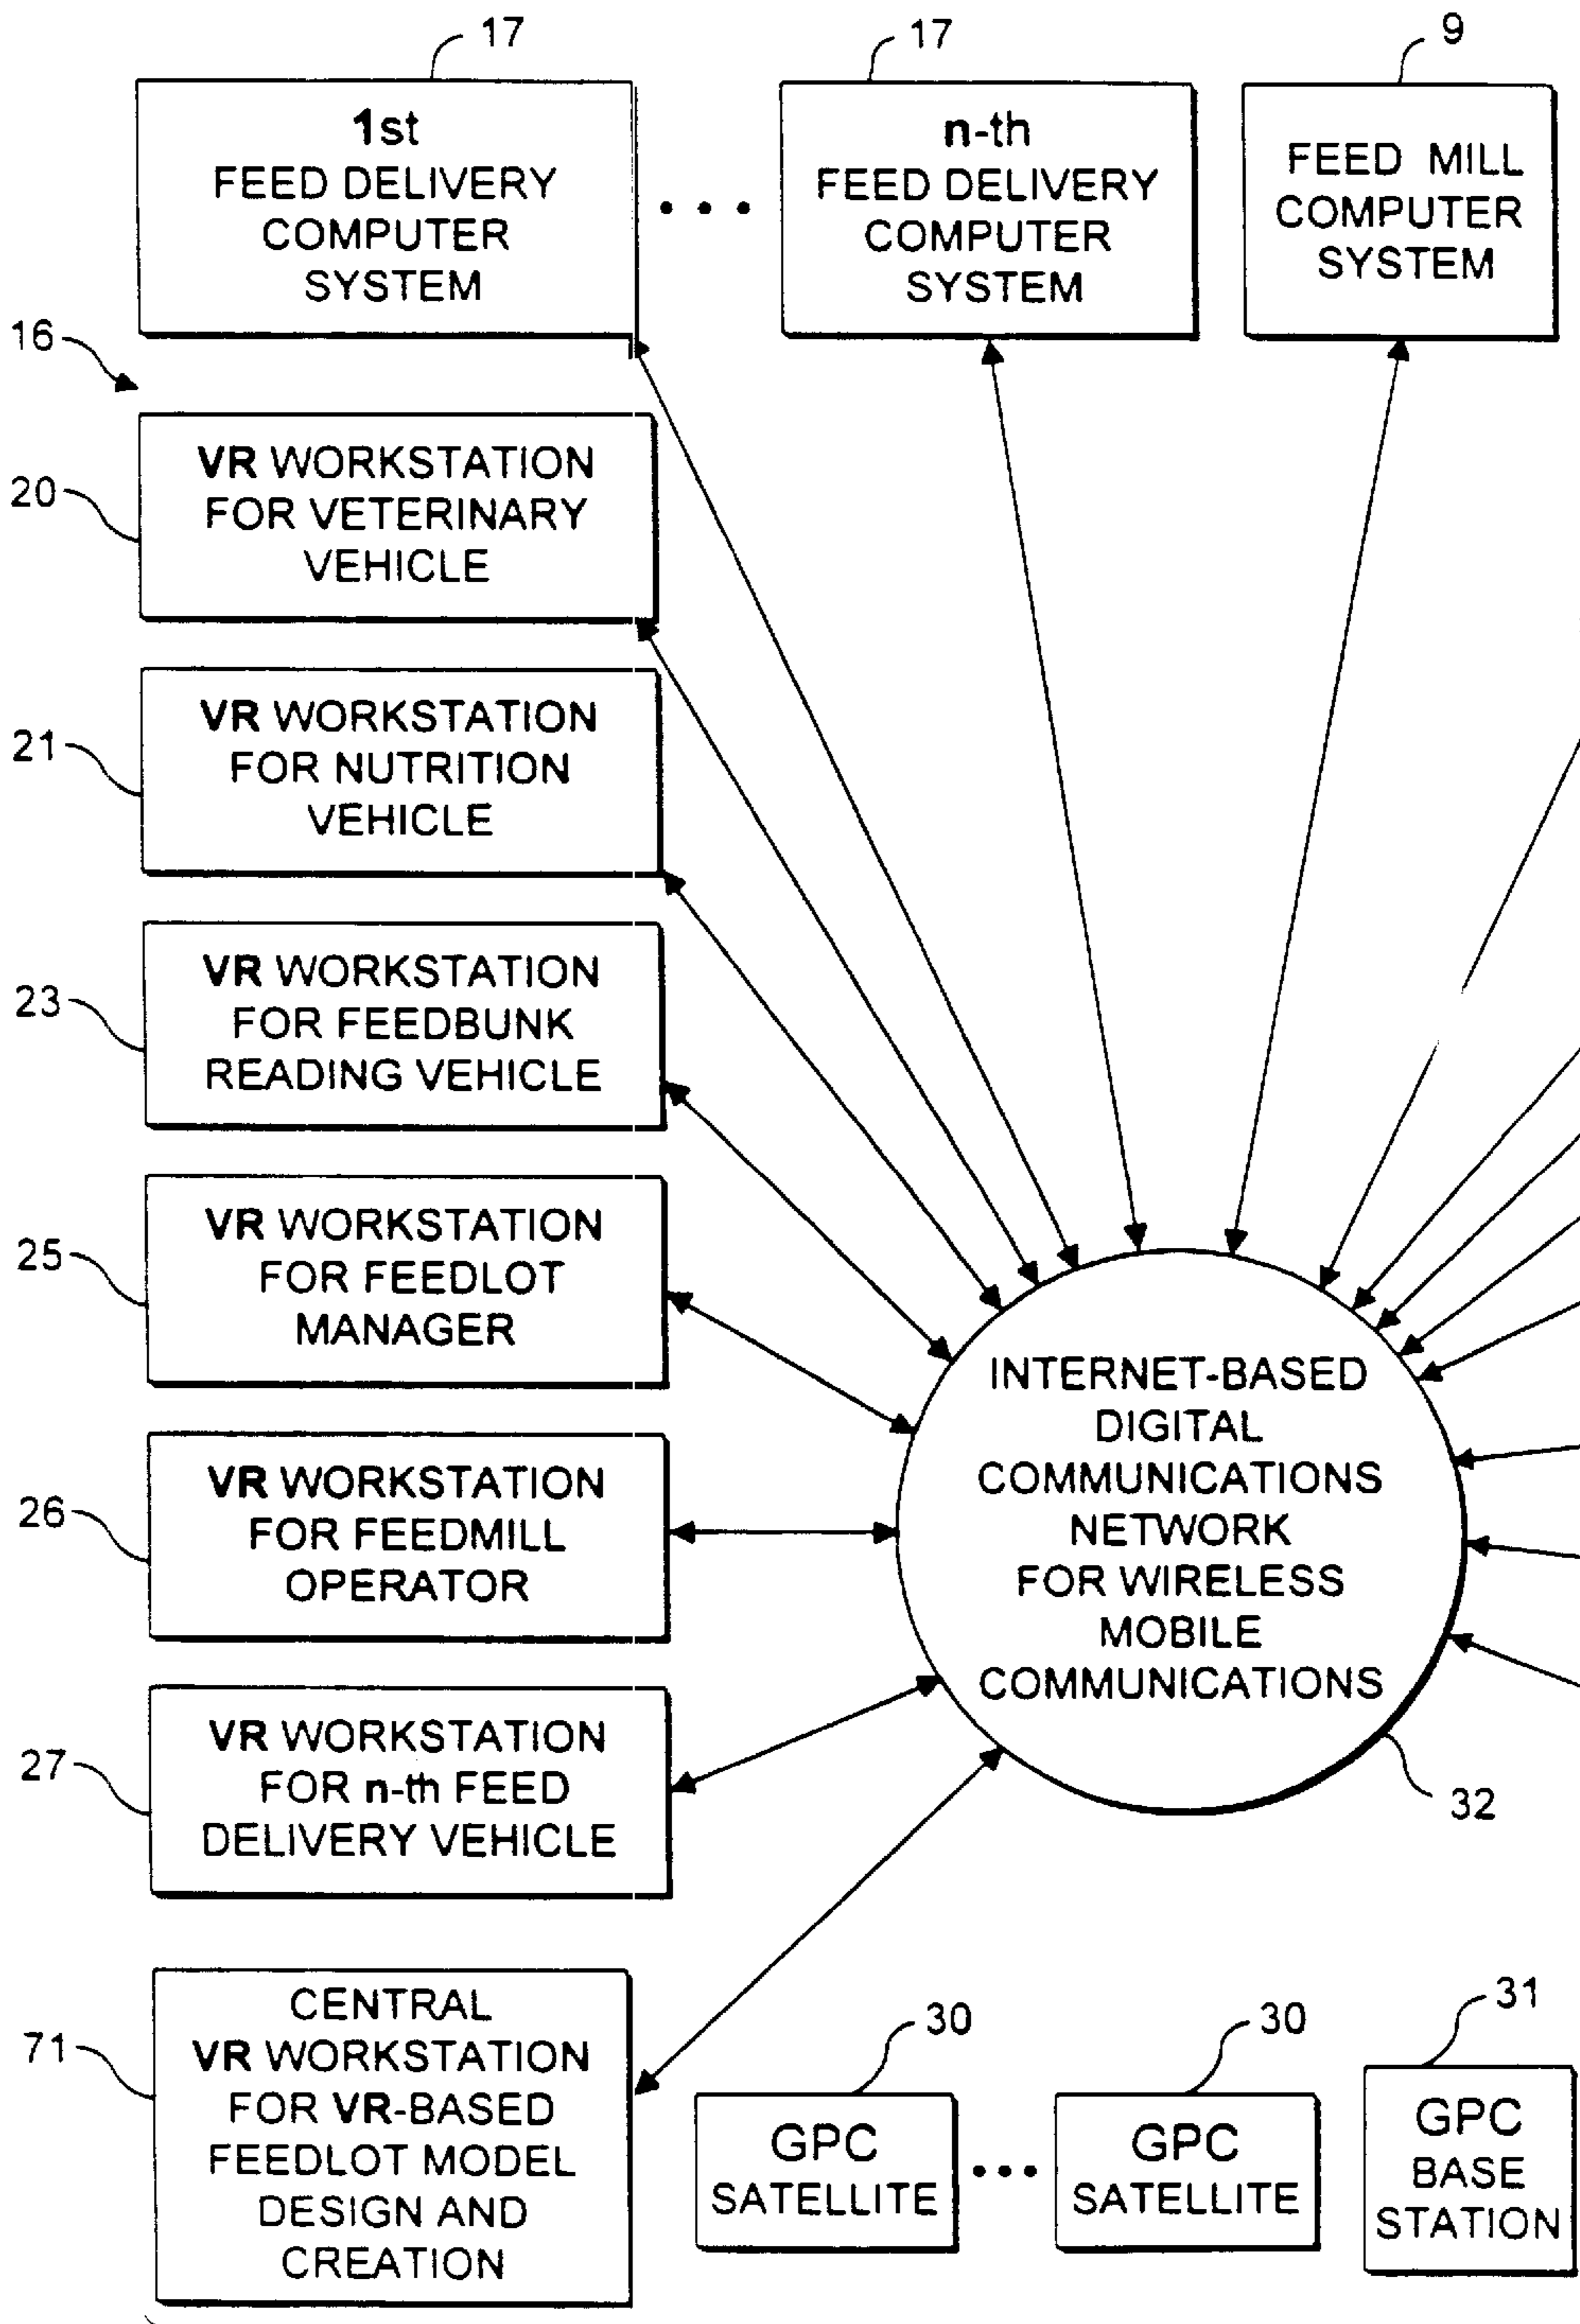 17
17
9
1st
FEED DELIVERY
COMPUTER
SYSTEM
• • •
n-th
FEED DELIVERY
COMPUTER
SYSTEM
FEED MILL
COMPUTER
SYSTEM
16
20
VR WORKSTATION
FOR VETERINARY
VEHICLE
21
VR WORKSTATION
FOR NUTRITION
VEHICLE
23
VR WORKSTATION
FOR FEEDBUNK
READING VEHICLE
25
VR WORKSTATION
FOR FEEDLOT
MANAGER
26
VR WORKSTATION
FOR FEEDMILL
OPERATOR
27
VR WORKSTATION
FOR n-th FEED
DELIVERY VEHICLE
INTERNET-BASED
DIGITAL
COMMUNICATIONS
NETWORK
FOR WIRELESS
MOBILE
COMMUNICATIONS
32
71
CENTRAL
VR WORKSTATION
FOR VR-BASED
FEEDLOT MODEL
DESIGN AND
CREATION
30
30
31
GPC
SATELLITE
• • •
GPC
SATELLITE
GPC
BASE
STATION